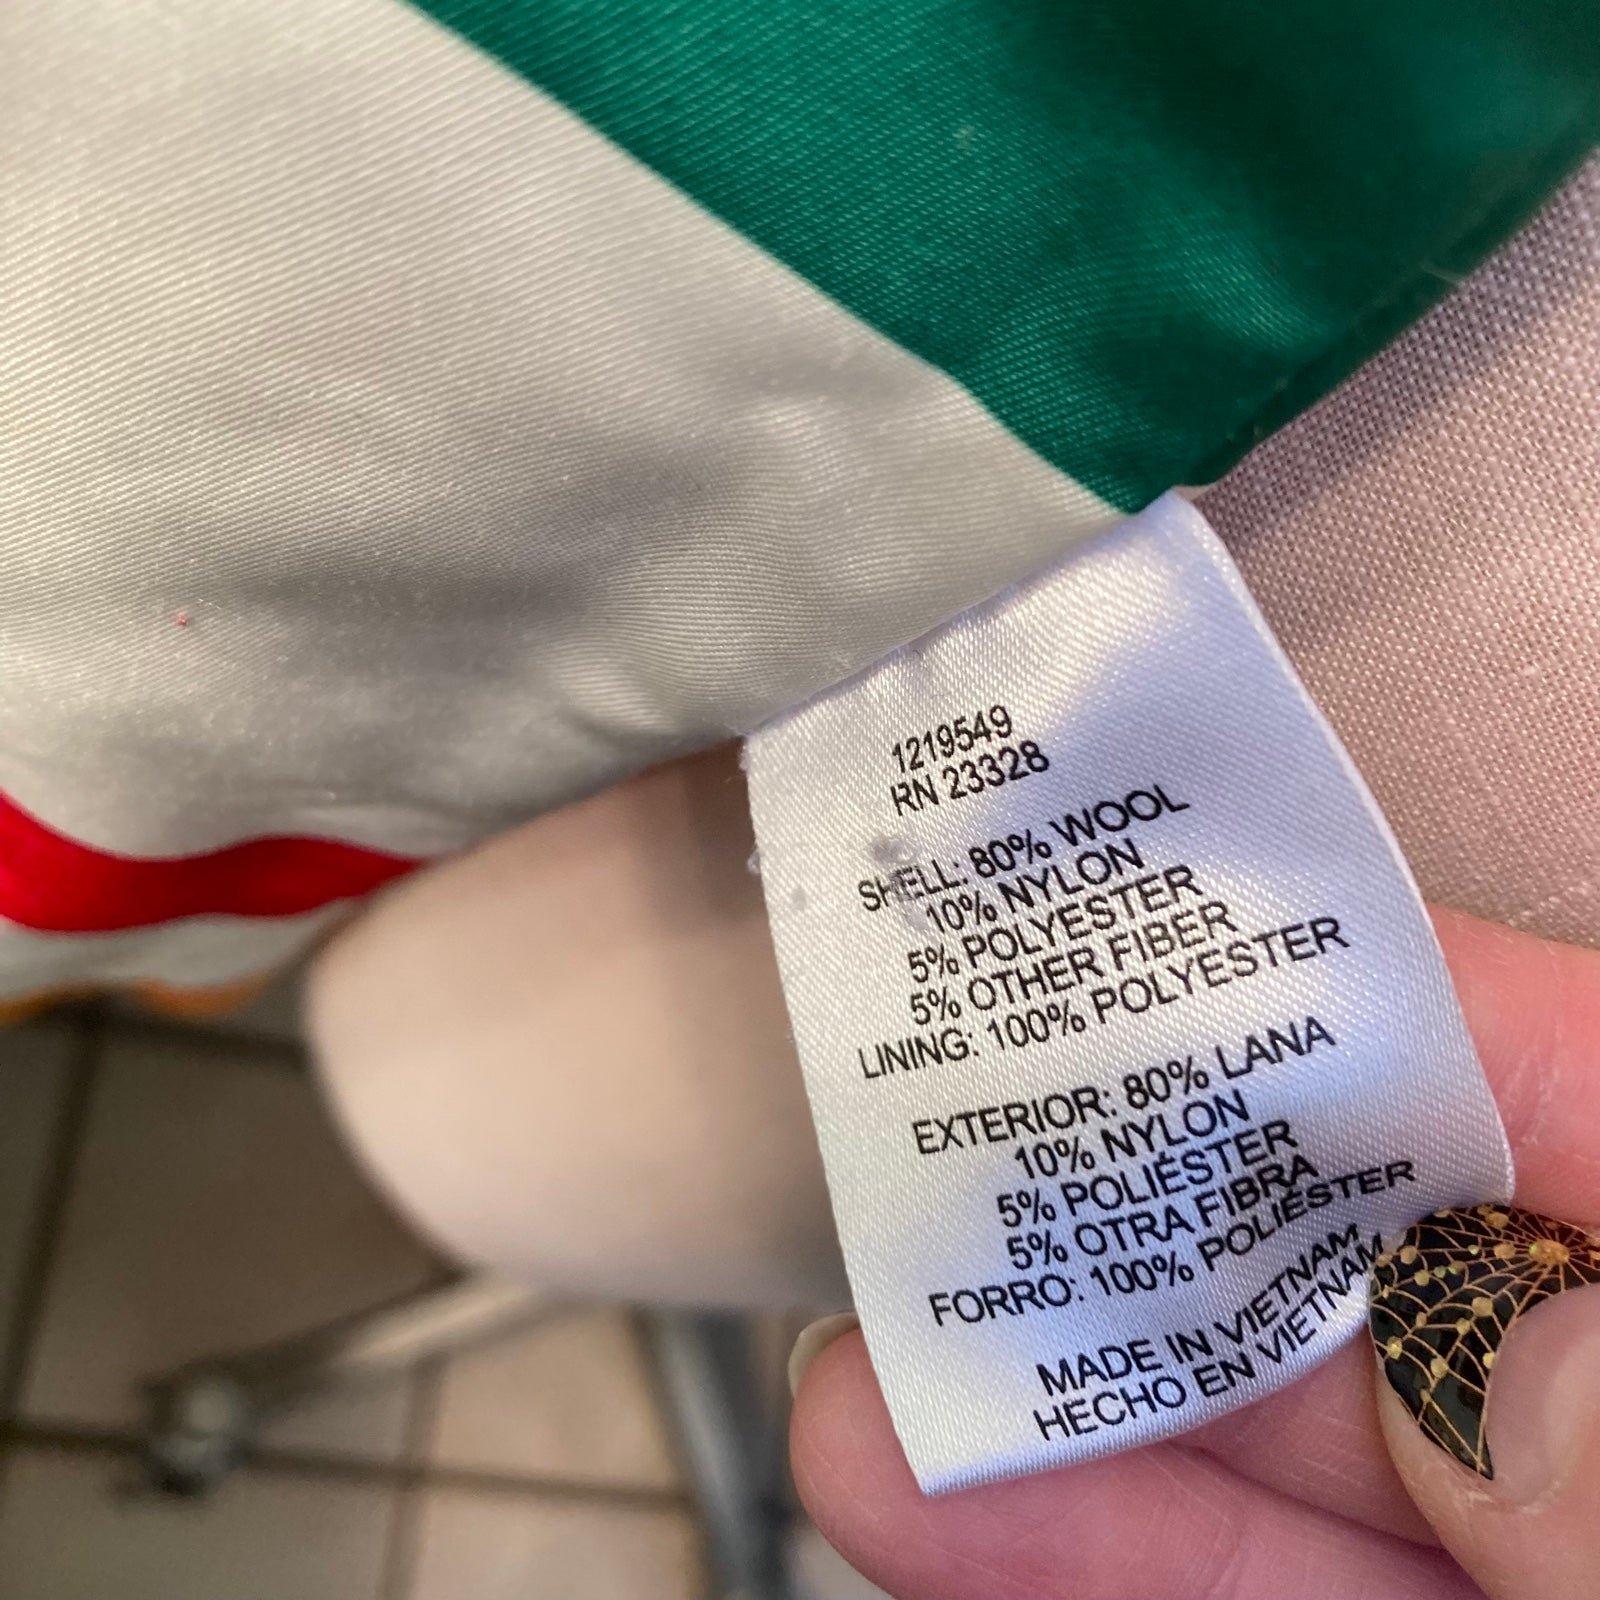 1219549
RN 23328
SHELL: 80% WOOL
10% NYLON
5% POLYESTER
5% OTHER FIBER
LINING: 100% POLYESTER
EXTERIOR: 80% LANA
10% NYLON
5% POLIÉSTER
5% OTRA FIBRA
FORRO: 100% POLIÉSTER
MADE IN VIETNAM
HECHO EN VIETNAM